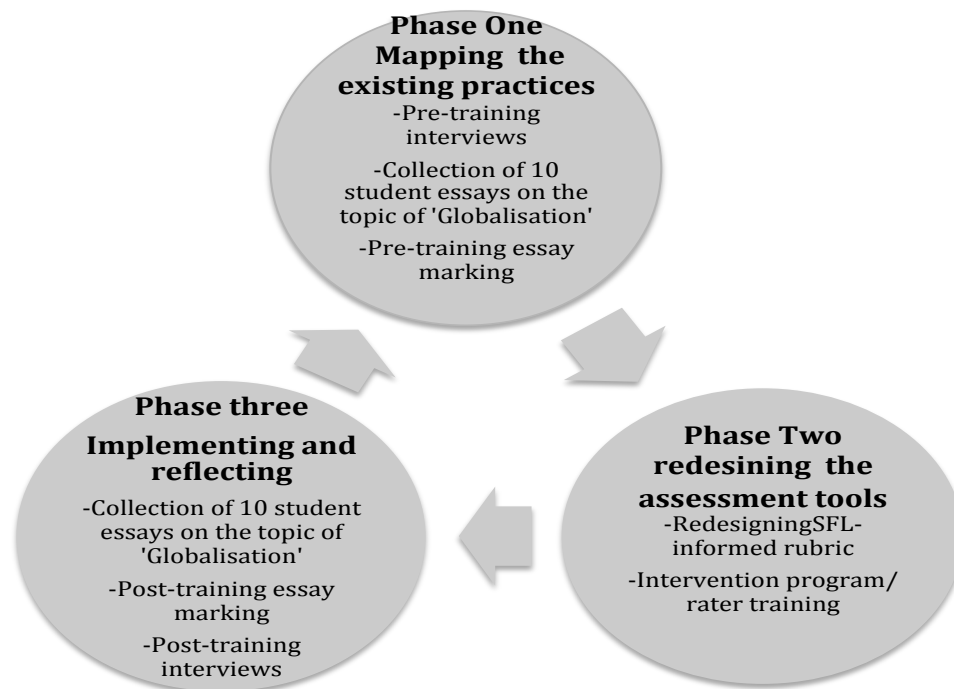 Phase One
Mapping the
existing practices
-Pre-training
interviews
-Collection of 10
student essays on the
topic of 'Globalisation'
-Pre-training essay
marking
Phase Two
redesining the
assessment tools
-RedesigningSFL-
informed rubric
-Intervention program/
rater training
Phase three
Implementing and
reflecting
-Collection of 10 student
essays on the topic of
'Globalisation'
-Post-training essay
marking
-Post-training
interviews